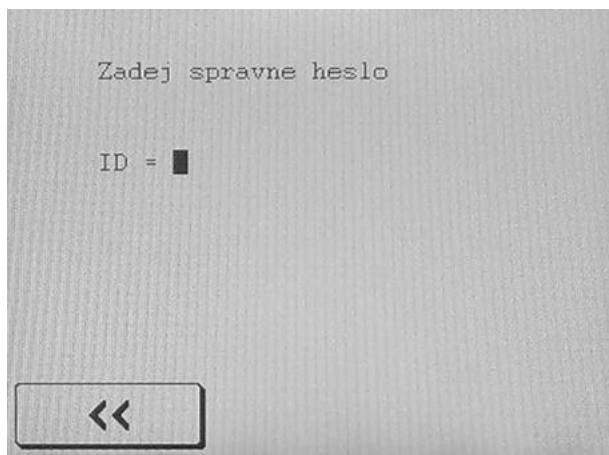 Zadej spravne heslo
ID =
<<